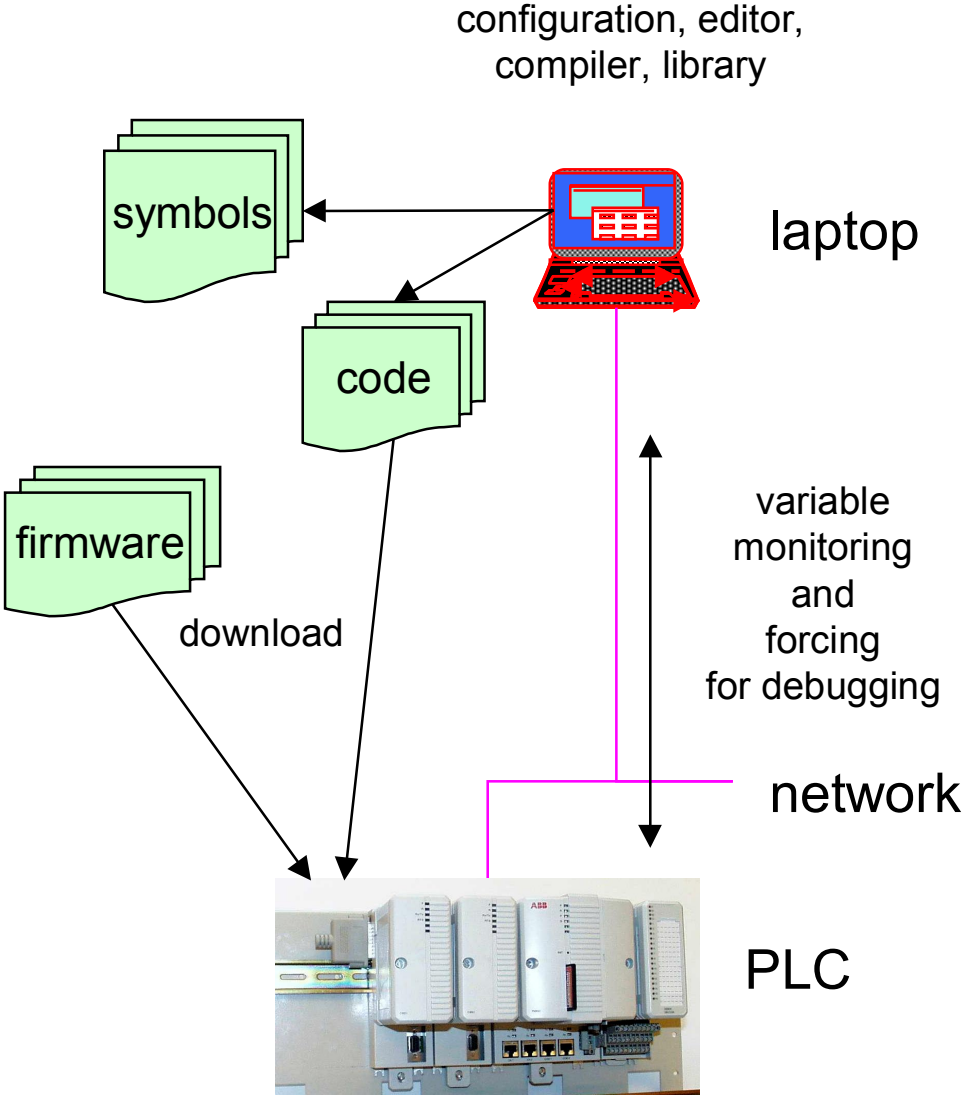 configuration, editor,
compiler, library
symbols
laptop
code
variable
monitoring
and
forcing
for debugging
firmware
download
network
ABB
PLC